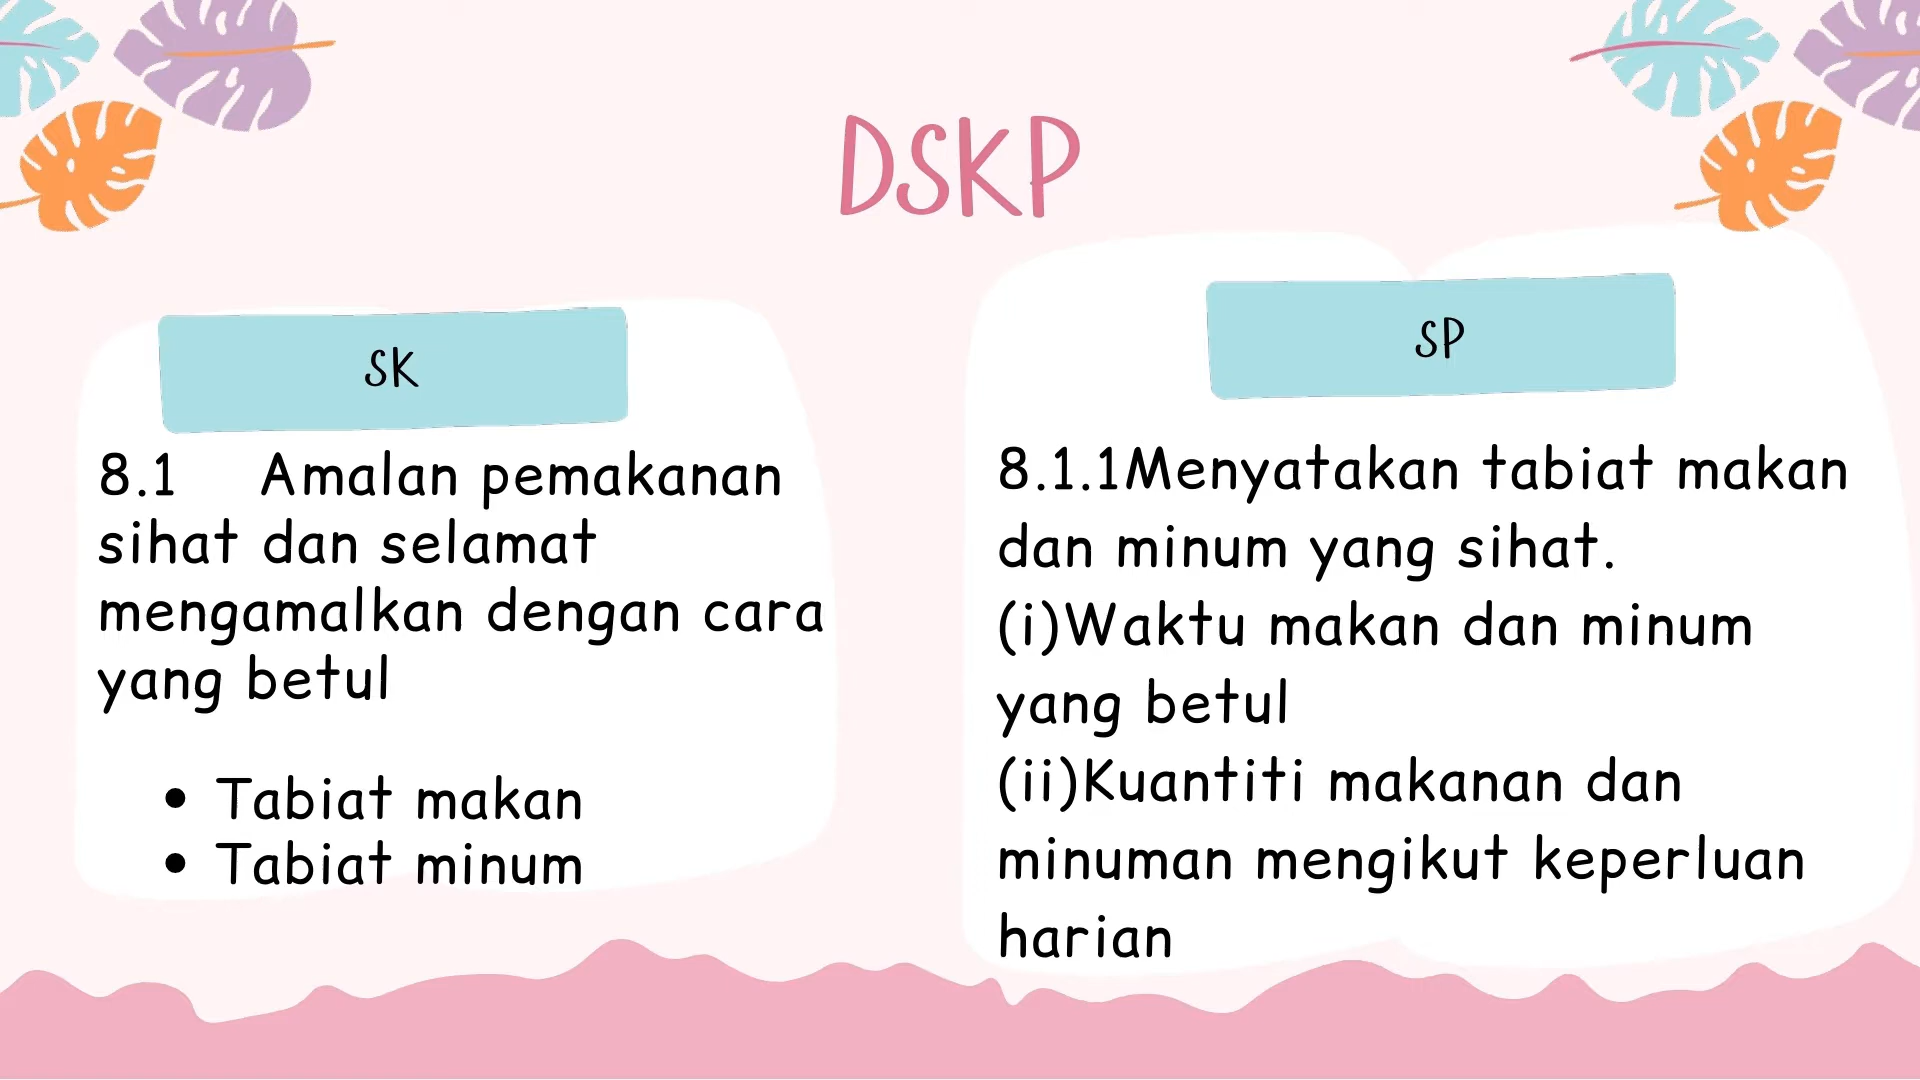 DSKP
SK
8.1 Amalan pemakanan
sihat dan selamat
mengamalkan dengan cara
yang betul
• Tabiat makan
• Tabiat minum
SP
8.1.1Menyatakan tabiat makan
dan minum yang sihat.
(i)Waktu makan dan minum
yang betul
(ii)Kuantiti makanan dan
minuman mengikut keperluan
harian